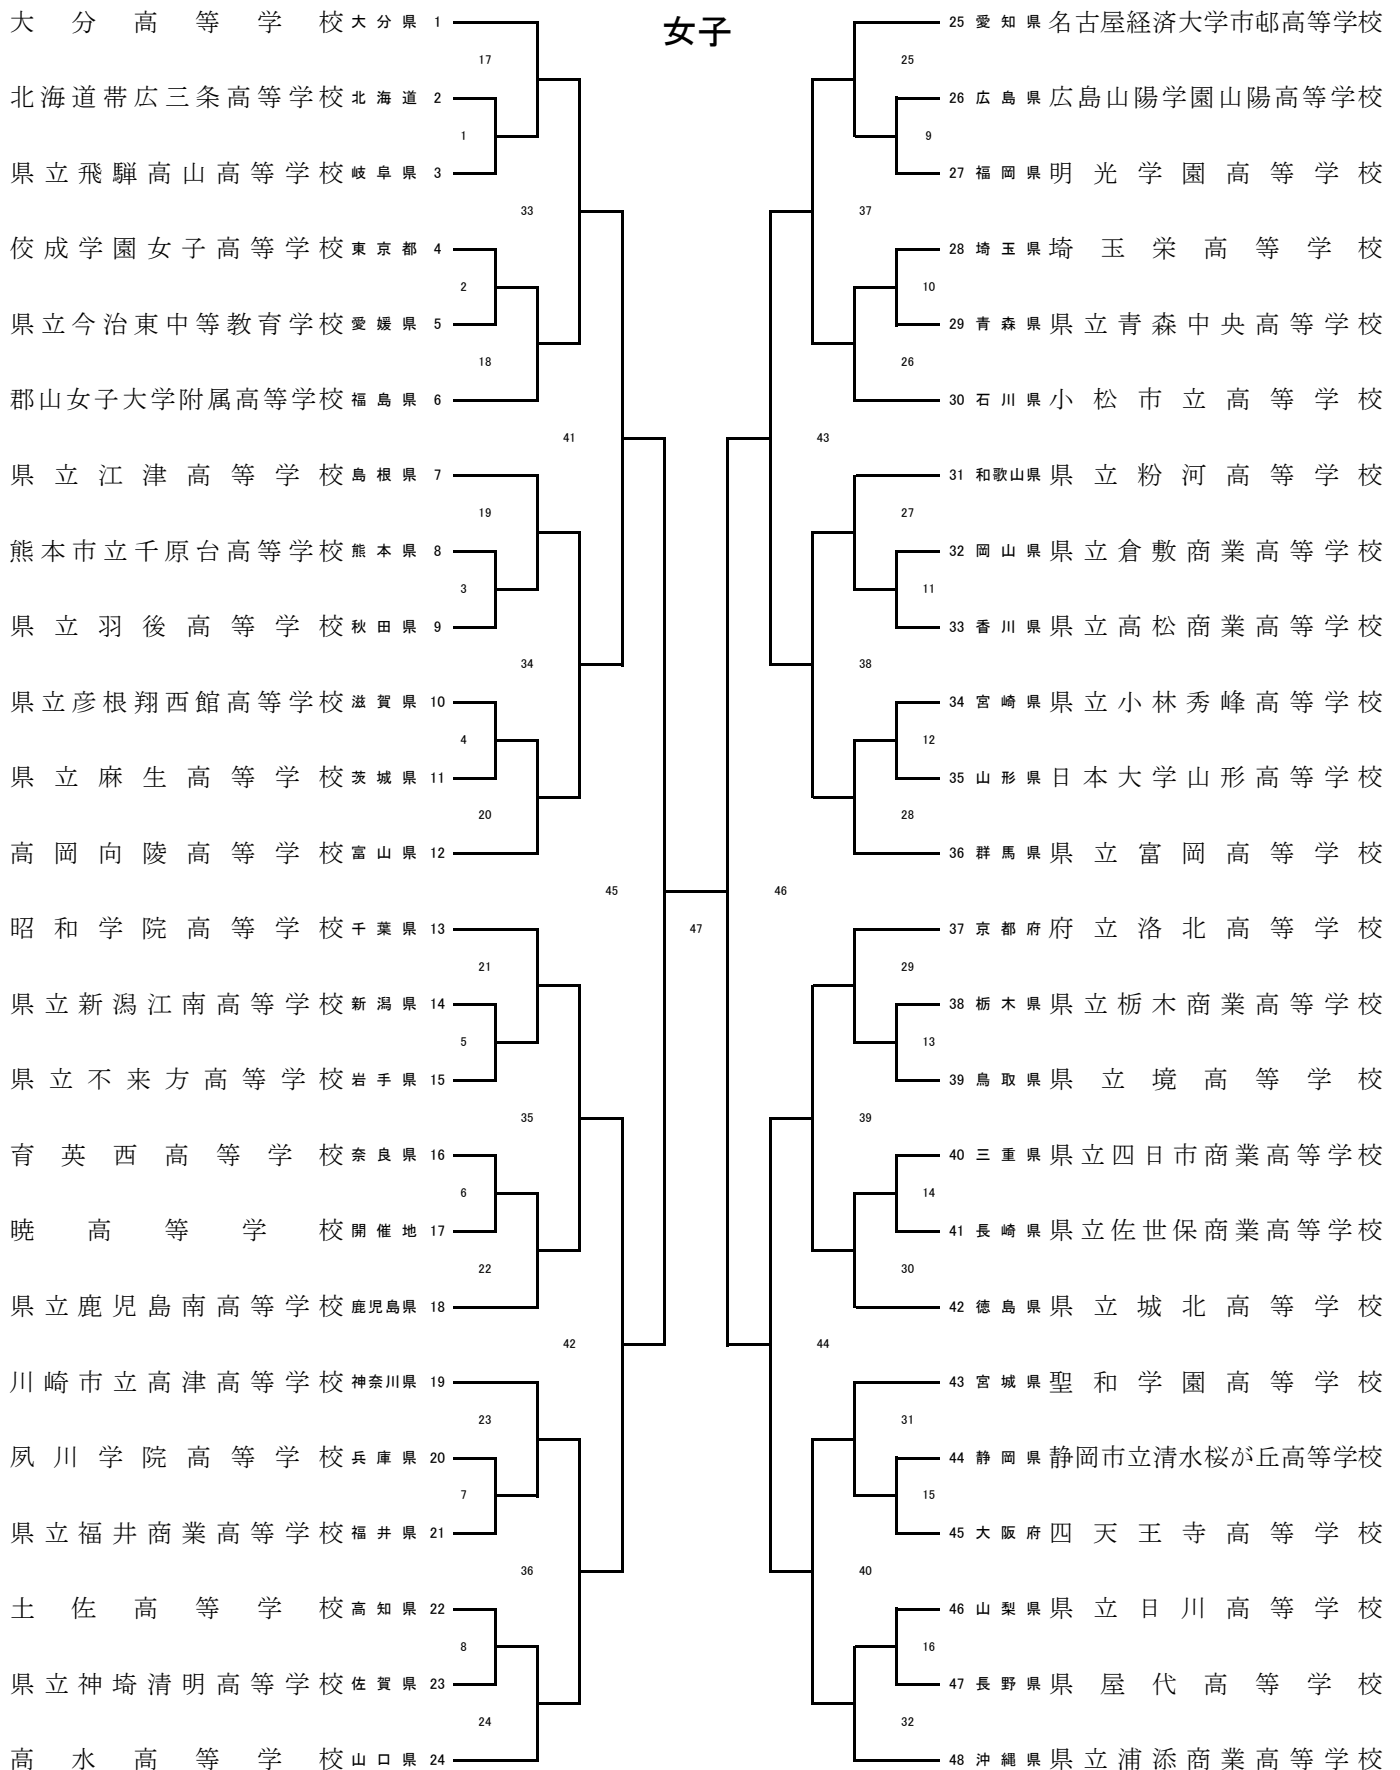 女子
大分高等学校 大分県 1
17
北海道帯広三条高等学校 北海道 2
1
県立飛騨高山高等学校 岐阜県 3
33
佼成学園女子高等学校 東京都 4
2
県立今治東中等教育学校 愛媛県 5
18
郡山女子大学附属高等学校 福島県 6
41
県立江津高等学校 島根県 7
19
熊本市立千原台高等学校 熊本県 8
3
県立羽後高等学校 秋田県 9
34
県立彦根翔西館高等学校 滋賀県 10
4
県立麻生高等学校 茨城県 11
20
高岡向陵高等学校 富山県 12
45
昭和学院高等学校 千葉県 13
21
県立新潟江南高等学校 新潟県 14
5
県立不来方高等学校 岩手県 15
35
育英西高等学校 奈良県 16
6
暁高等学校 開催地 17
22
県立鹿児島南高等学校 鹿児島県 18
42
川崎市立高津高等学校 神奈川県 19
23
夙川学院高等学校 兵庫県 20
7
県立福井商業高等学校 福井県 21
36
土佐高等学校 高知県 22
8
県立神埼清明高等学校 佐賀県 23
24
高水高等学校 山口県 24
47
25 愛知県 名古屋経済大学市邨高等学校
25
26 広島県 広島山陽学園山陽高等学校
9
27 福岡県 明光学園高等学校
37
28 埼玉県 埼玉栄高等学校
10
29 青森県 県立青森中央高等学校
26
30 石川県 小松市立高等学校
43
31 和歌山県 県立粉河高等学校
27
32 岡山県 県立倉敷商業高等学校
11
33 香川県 県立高松商業高等学校
38
34 宮崎県 県立小林秀峰高等学校
12
35 山形県 日本大学山形高等学校
28
36 群馬県 県立富岡高等学校
46
37 京都府 府立洛北高等学校
29
38 栃木県 県立栃木商業高等学校
13
39 鳥取県 県立境高等学校
39
40 三重県 県立四日市商業高等学校
14
41 長崎県 県立佐世保商業高等学校
30
42 徳島県 県立城北高等学校
44
43 宮城県 聖和学園高等学校
31
44 静岡県 静岡市立清水桜が丘高等学校
15
45 大阪府 四天王寺高等学校
40
46 山梨県 県立日川高等学校
16
47 長野県 県屋代高等学校
32
48 沖縄県 県立浦添商業高等学校